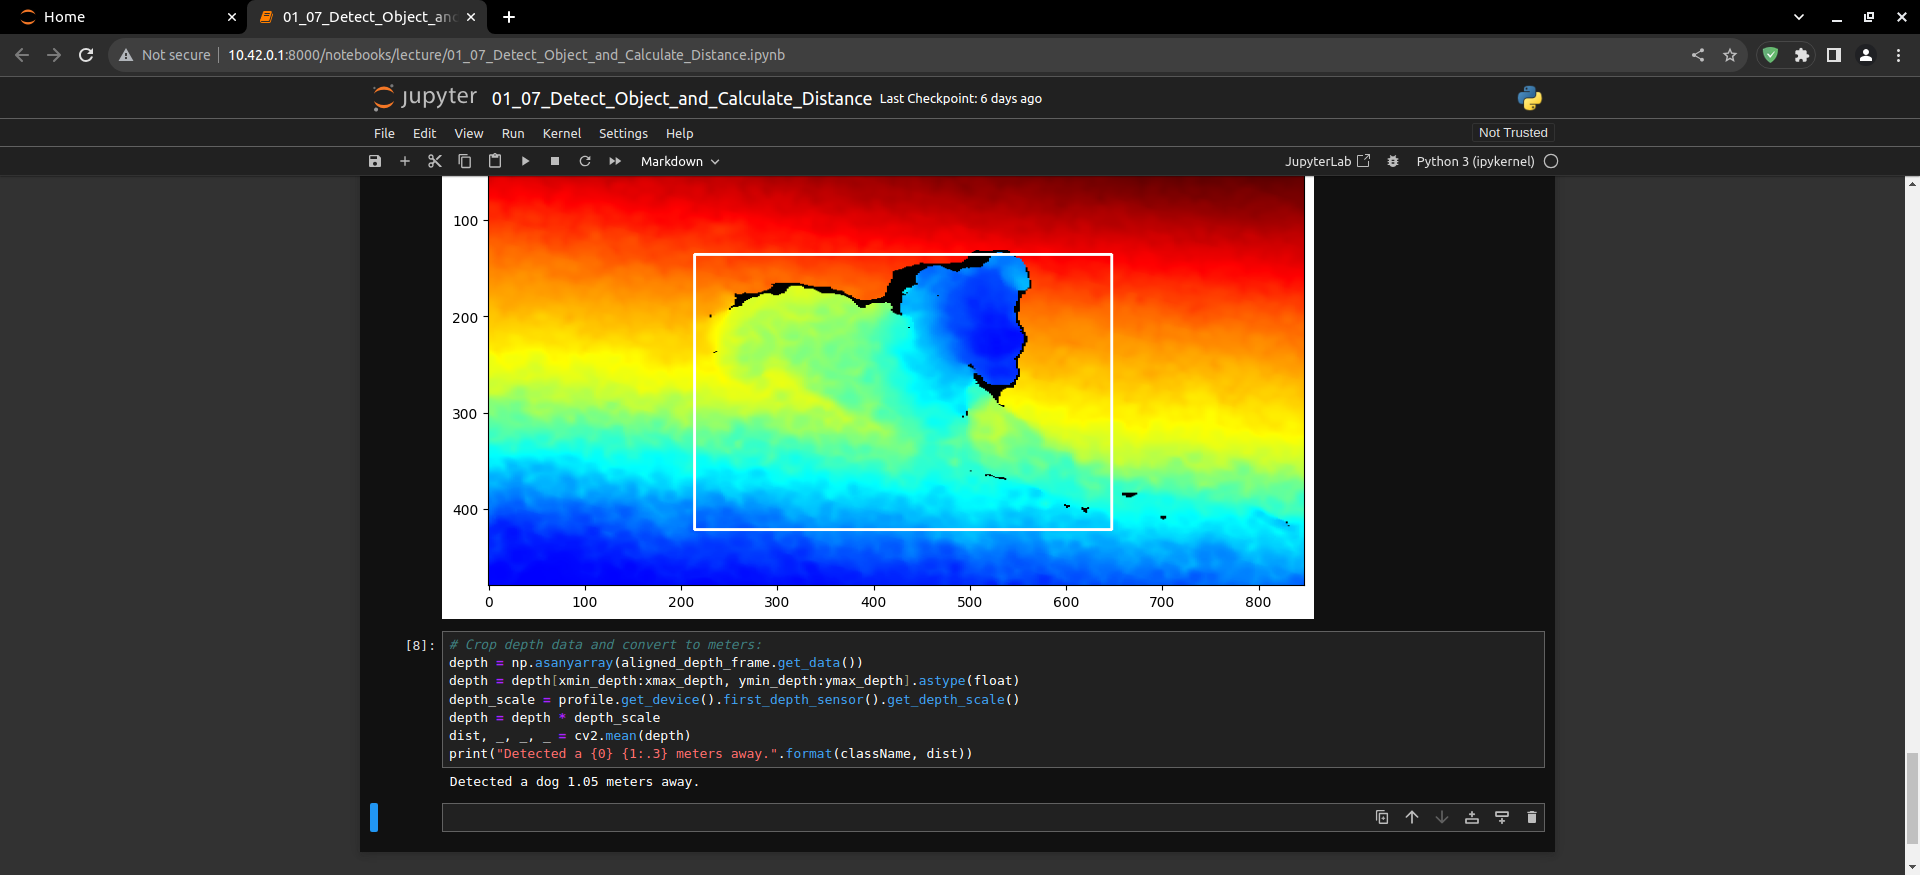 Home
01_07_Detect_Object_an
Not secure
10.42.0.1:8000/notebooks/lecture/01_07_Detect_Object_and_Calculate_Distance.ipynb
jupyter
01_07_Detect_Object_and_Calculate_Distance
Last Checkpoint: 6 days ago
File Edit View Run Kernel Settings Help
Not Trusted
Markdown
JupyterLab
Python 3 (ipykernel)
100
200
300
400
0 100 200 300 400 500 600 700 800
[8]:
# Crop depth data and convert to meters:
depth = np.asanyarray(aligned_depth_frame.get_data())
depth = depth[xmin_depth:xmax_depth, ymin_depth:ymax_depth].astype(float)
depth_scale = profile.get_device().first_depth_sensor().get_depth_scale()
depth = depth * depth_scale
dist, _, _, _ = cv2.mean(depth)
print("Detected a {0} {1:.3} meters away.".format(className, dist))
Detected a dog 1.05 meters away.